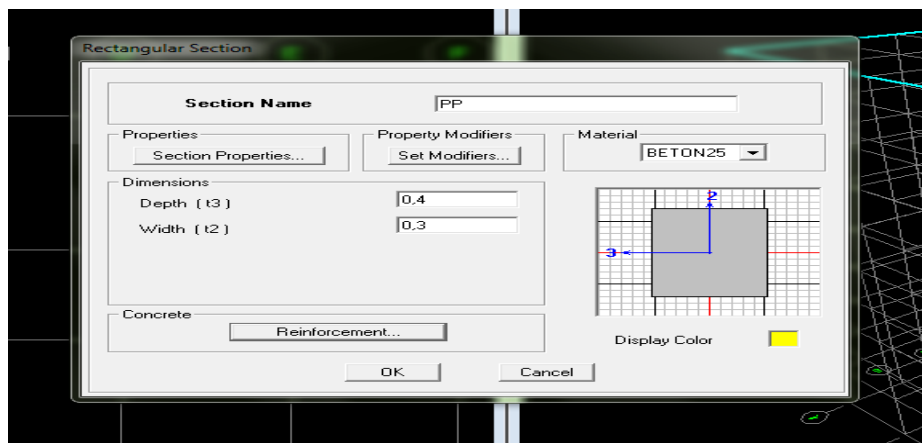 Rectangular Section
Section Name PP
Properties
Section Properties...
Property Modifiers
Set Modifiers...
Material
BETON25
Dimensions
Depth ( t3 ) 0,4
Width ( t2 ) 0,3
2
3
Concrete
Reinforcement...
Display Color
OK Cancel